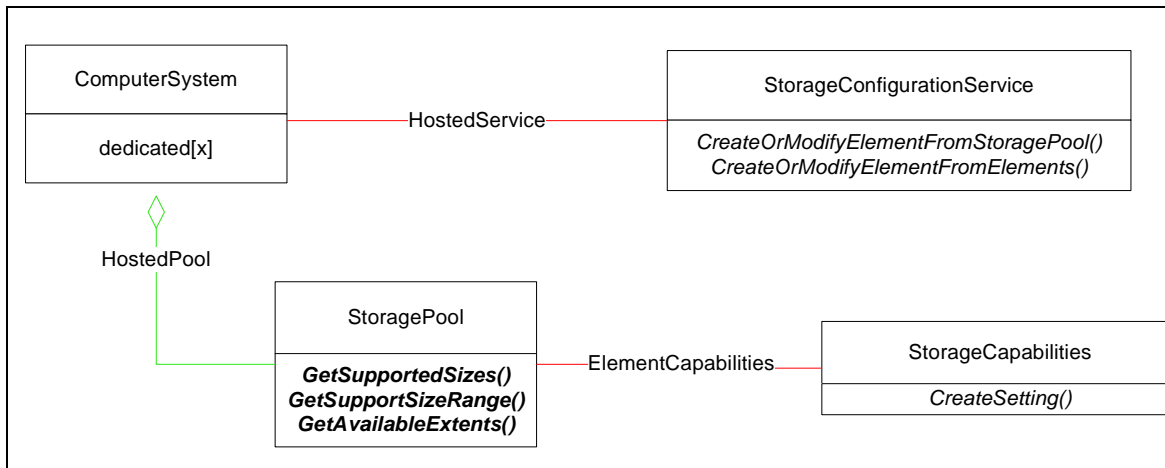 ComputerSystem
dedicated[x]
HostedService
StorageConfigurationService
CreateOrModifyElementFromStoragePool()
CreateOrModifyElementFromElements()
HostedPool
StoragePool
GetSupportedSizes()
GetSupportSizeRange()
GetAvailableExtents()
ElementCapabilities
StorageCapabilities
CreateSetting()